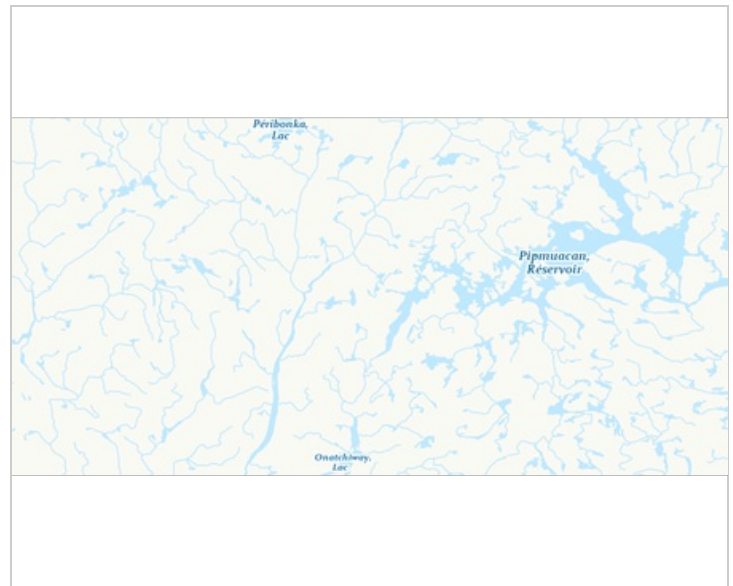 Péribonka,
Lac
Pipmuacan,
Réservoir
Onatchiway,
Lac